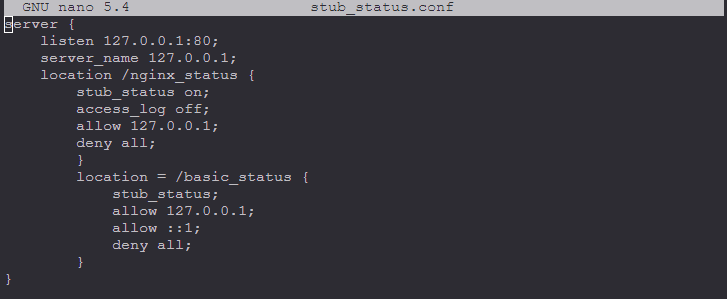 GNU nano 5.4 stub_status.conf
server {
    listen 127.0.0.1:80;
    server_name 127.0.0.1;
    location /nginx_status {
        stub_status on;
        access_log off;
        allow 127.0.0.1;
        deny all;
        }
        location = /basic_status {
            stub_status;
            allow 127.0.0.1;
            allow ::1;
            deny all;
        }
}